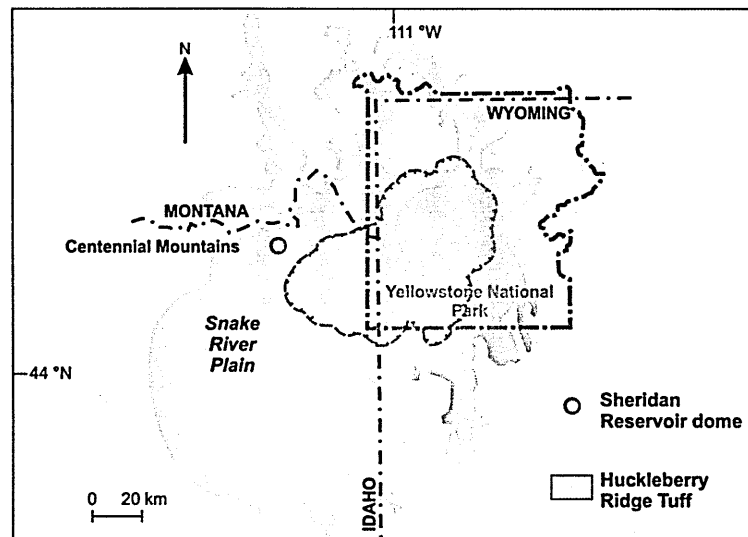 111 °W
N
WYOMING
MONTANA
Centennial Mountains
Yellowstone National
Park
Snake
River
Plain
44 °N
Sheridan
Reservoir dome
0 20 km
IDAHO
Huckleberry
Ridge Tuff